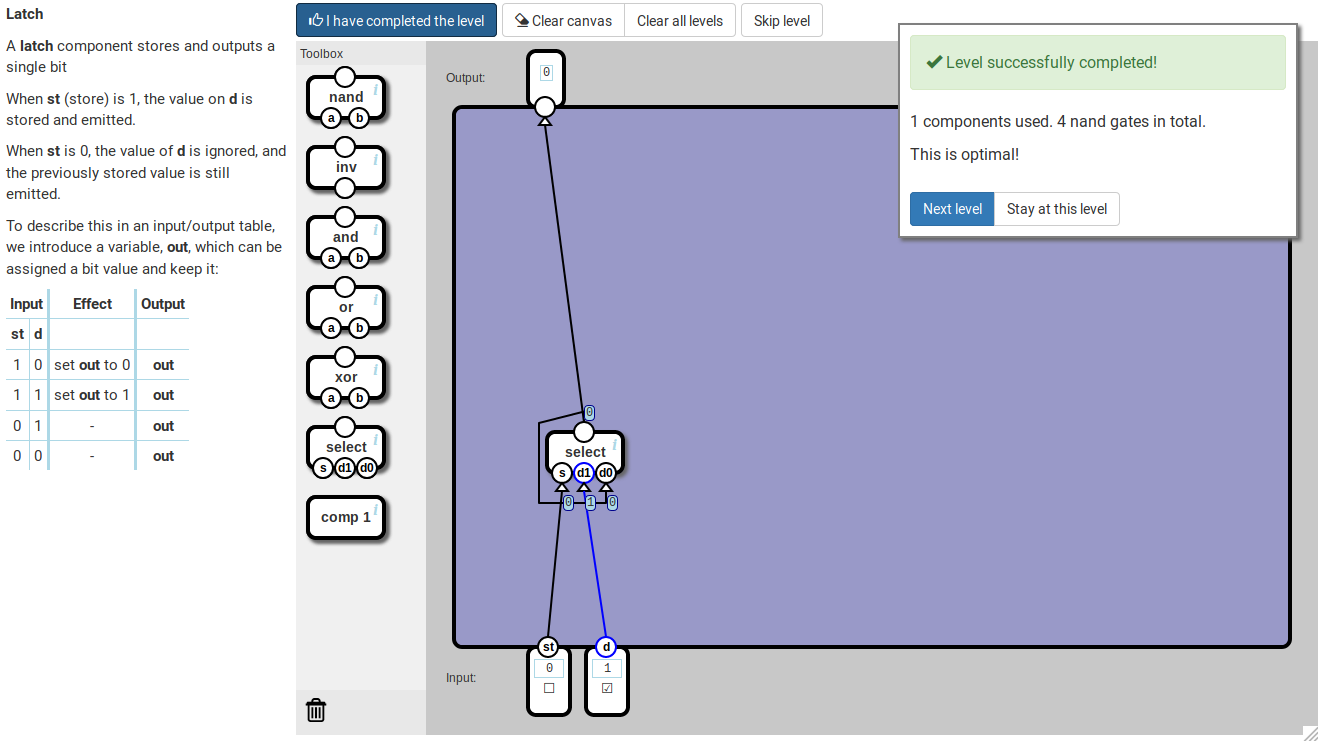 Latch
A latch component stores and outputs a
single bit
When st (store) is 1, the value on d is
stored and emitted.
When st is 0, the value of d is ignored, and
the previously stored value is still
emitted.
To describe this in an input/output table,
we introduce a variable, out, which can be
assigned a bit value and keep it:
Input Effect Output
st d
1 0 set out to 0 out
1 1 set out to 1 out
0 1 - out
0 0 - out
I have completed the level
Clear canvas
Clear all levels
Skip level
Toolbox
nand
i
a b
inv
i
and
i
a b
or
i
a b
xor
i
a b
select
i
s d1 d0
comp 1
i
Output:
0
0
select
i
s d1 d0
0 1 0
st d
Input:
0 1
Level successfully completed!
1 components used. 4 nand gates in total.
This is optimal!
Next level
Stay at this level